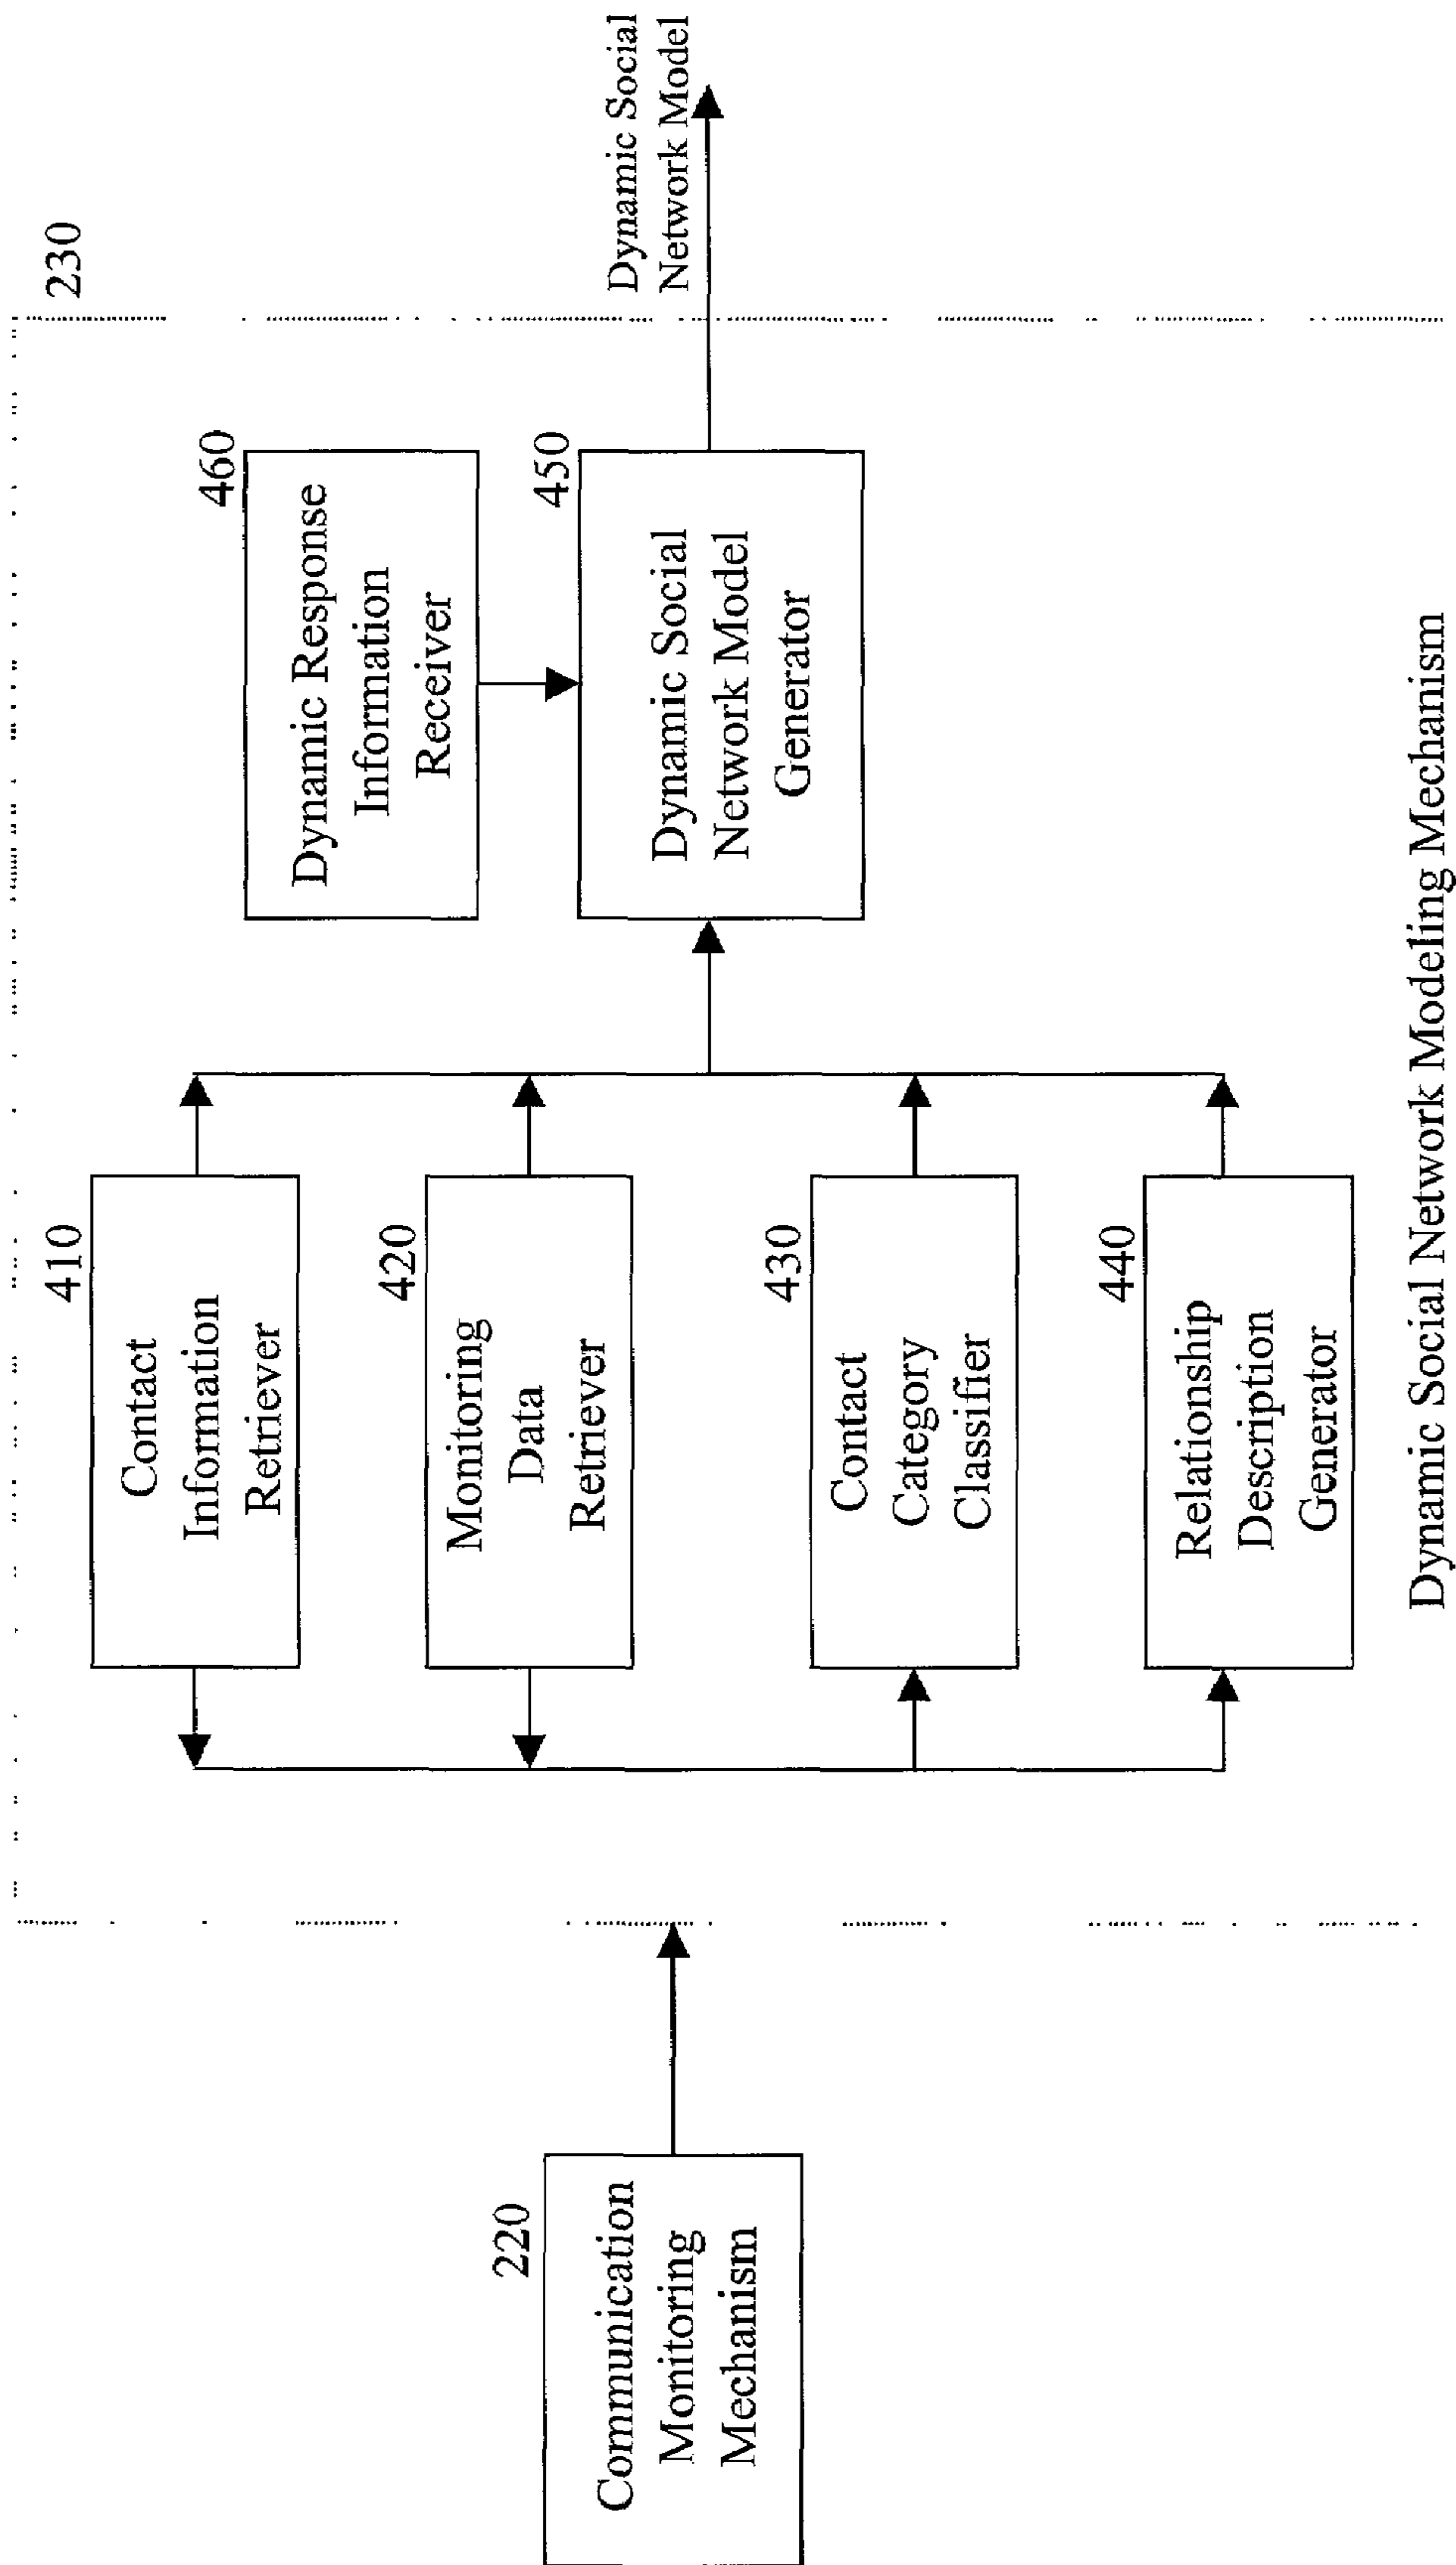 230
410
Contact
Information
Retriever
420
Monitoring
Data
Retriever
430
Contact
Category
Classifier
440
Relationship
Description
Generator
460
Dynamic Response
Information
Receiver
450
Dynamic Social
Network Model
Generator
Dynamic Social
Network Model
220
Communication
Monitoring
Mechanism
Dynamic Social Network Modeling Mechanism